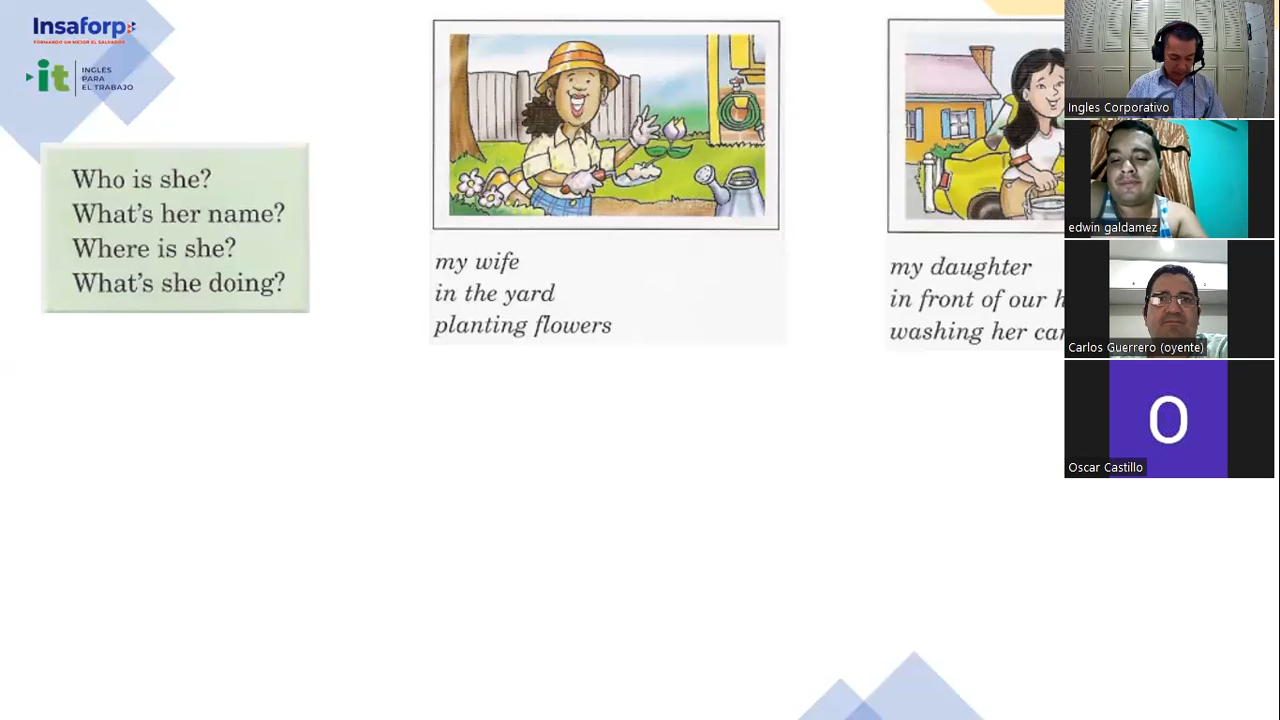 Insaforp
FORMANDO UN MEJOR EL SALVADOR
it
INGLES
PARA
EL TRABAJO
Who is she?
What's her name?
Where is she?
What's she doing?
my wife
in the yard
planting flowers
my daughter
in front of our h
washing her car
Ingles Corporativo
edwin galdamez
Carlos Guerrero (oyente)
O
Oscar Castillo